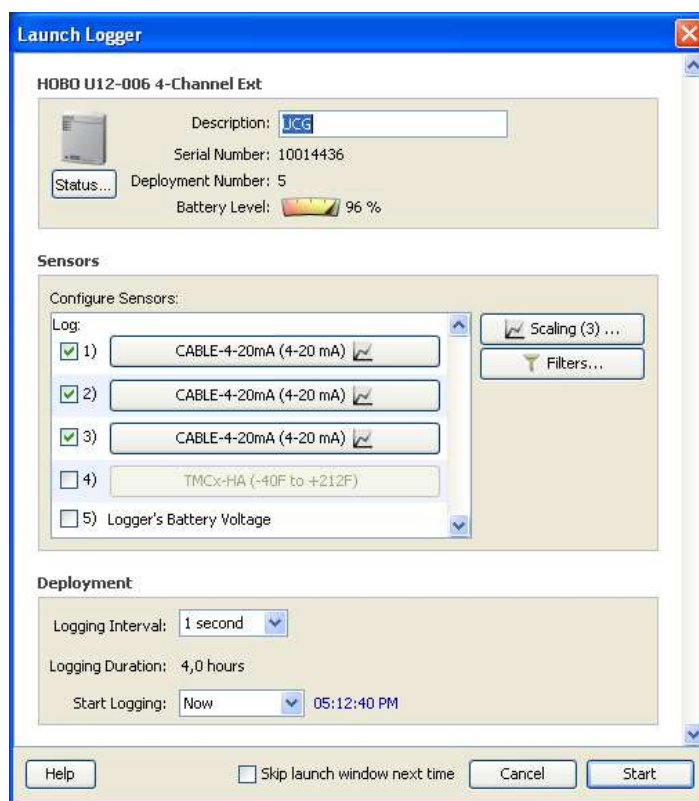 Launch Logger
HOBO U12-006 4-Channel Ext
Description: UCG
Serial Number: 10014436
Status... Deployment Number: 5
Battery Level: 96 %
Sensors
Configure Sensors:
Log:
1) CABLE-4-20mA (4-20 mA)
2) CABLE-4-20mA (4-20 mA)
3) CABLE-4-20mA (4-20 mA)
4) TMCx-HA (-40F to +212F)
5) Logger's Battery Voltage
Scaling (3) ...
Filters...
Deployment
Logging Interval: 1 second
Logging Duration: 4,0 hours
Start Logging: Now 05:12:40 PM
Help Skip launch window next time Cancel Start